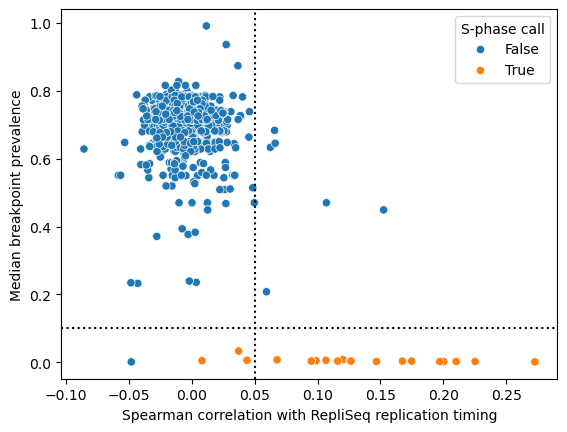 1.0
0.8
0.6
0.4
0.2
0.0
Median breakpoint prevalence
S-phase call
False
True
−0.10 −0.05 0.00 0.05 0.10 0.15 0.20 0.25
Spearman correlation with RepliSeq replication timing